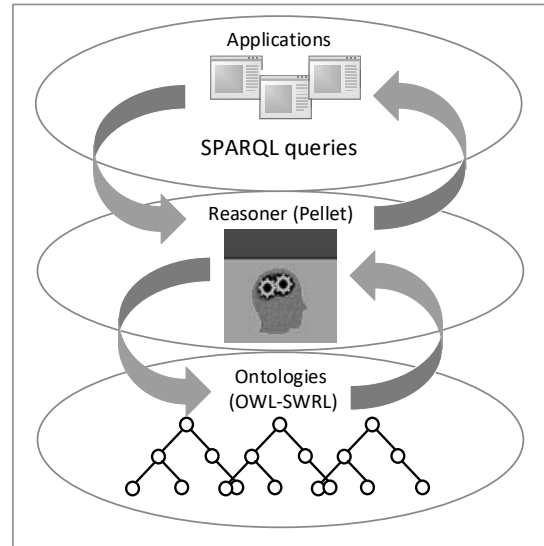 Applications
SPARQL queries
Reasoner (Pellet)
Ontologies
(OWL-SWRL)